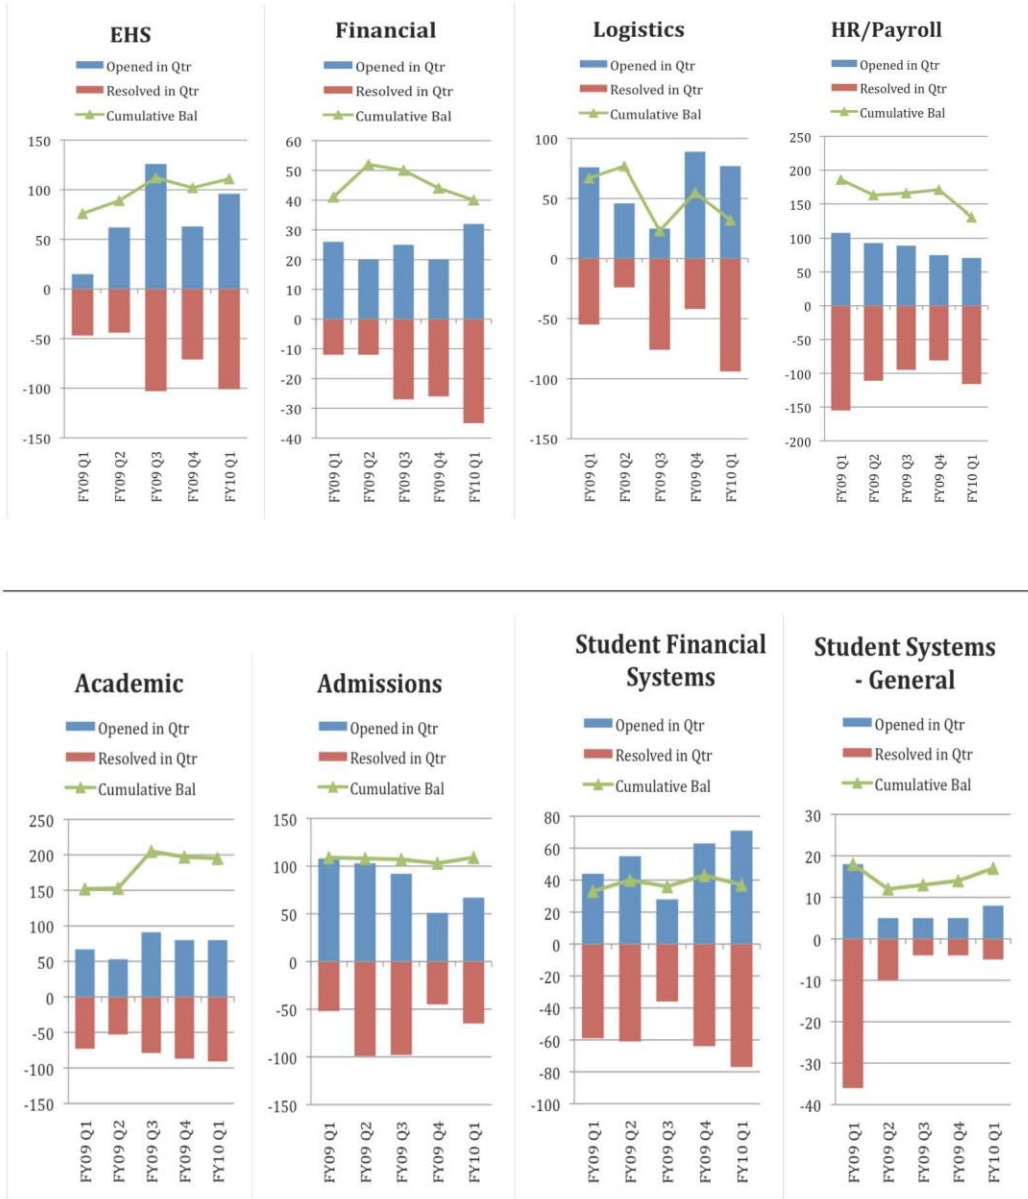 EHS
Opened in Qtr
Resolved in Qtr
Cumulative Bal
150
100
50
0
-50
-100
-150
FY09 Q1
FY09 Q2
FY09 Q3
FY09 Q4
FY10 Q1
Financial
Opened in Qtr
Resolved in Qtr
Cumulative Bal
60
50
40
30
20
10
0
-10
-20
-30
-40
FY09 Q1
FY09 Q2
FY09 Q3
FY09 Q4
FY10 Q1
Logistics
Opened in Qtr
Resolved in Qtr
Cumulative Bal
100
50
0
-50
-100
-150
FY09 Q1
FY09 Q2
FY09 Q3
FY09 Q4
FY10 Q1
HR/Payroll
Opened in Qtr
Resolved in Qtr
Cumulative Bal
250
200
150
100
50
0
-50
-100
-150
-200
FY09 Q1
FY09 Q2
FY09 Q3
FY09 Q4
FY10 Q1
Academic
Opened in Qtr
Resolved in Qtr
Cumulative Bal
250
200
150
100
50
0
-50
-100
-150
FY09 Q1
FY09 Q2
FY09 Q3
FY09 Q4
FY10 Q1
Admissions
Opened in Qtr
Resolved in Qtr
Cumulative Bal
150
100
50
0
-50
-100
-150
FY09 Q1
FY09 Q2
FY09 Q3
FY09 Q4
FY10 Q1
Student Financial
Systems
Opened in Qtr
Resolved in Qtr
Cumulative Bal
80
60
40
20
0
-20
-40
-60
-80
-100
FY09 Q1
FY09 Q2
FY09 Q3
FY09 Q4
FY10 Q1
Student Systems
- General
Opened in Qtr
Resolved in Qtr
Cumulative Bal
30
20
10
0
-10
-20
-30
-40
FY09 Q1
FY09 Q2
FY09 Q3
FY09 Q4
FY10 Q1